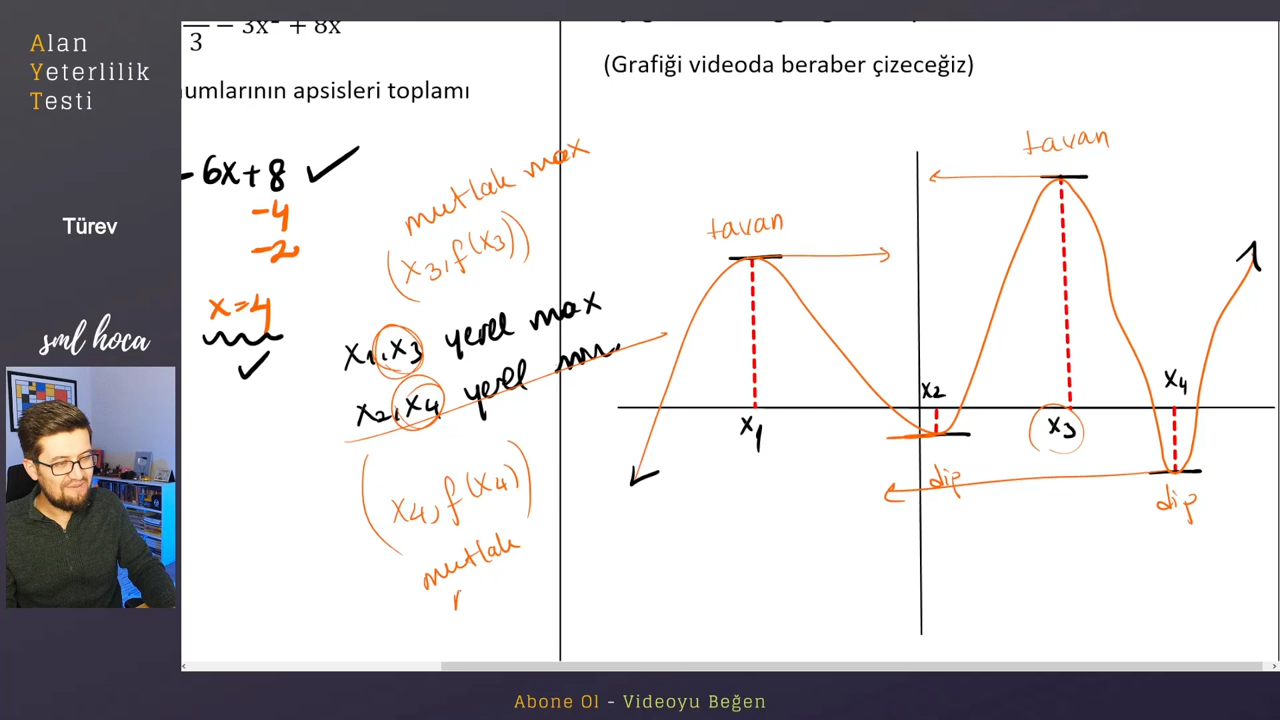 Alan
Yeterlilik
Testi
Türev
sml hoca
3
− 3x² + 8x
umlarının apsisleri toplamı
- 6x+8
-4
-2
x=4
mutlak max
(x3, f(x3))
x1, x3 yerel max
x2, x4 yerel
(x4, f(x4))
mutlak
(Grafiği videoda beraber çizeceğiz)
tavan
tavan
x1
x2
x3
x4
dip
dip
Abone Ol - Videoyu Beğen